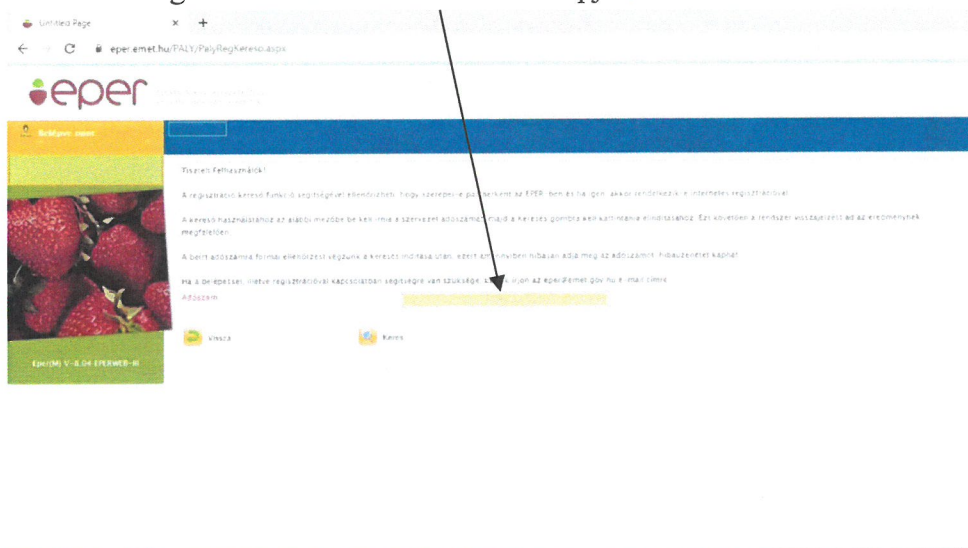 Untitled Page
eper.emet.hu/PALY/PalyRegKereso.aspx
eper
Belépve: emet
Tisztelt Felhasználók!
A regisztráció kereső funkció segítségével ellenőrizheti, hogy szerepel-e partnerként az EPER-ben és ha igen, akkor rendelkezik-e internetes regisztrációval.
A kereső használatához az alábbi mezőbe be kell írnia a szervezet adószámát, majd a Keresés gombra kell kattintania elindításához. Ezt követően a rendszer visszajelzést ad az eredménynek
megfelelően.
A beírt adószámra formai ellenőrzést végzünk a keresés indítása után, ezért amennyiben hibásan adja meg az adószámot, hibaüzenetet kaphat.
Ha a belépéssel, illetve regisztrációval kapcsolatban segítségre van szüksége, írjon az eper@emet.gov.hu e-mail címre
Adószám
Vissza
Keres
Eper(M) V-8.04 EPERWEB-III